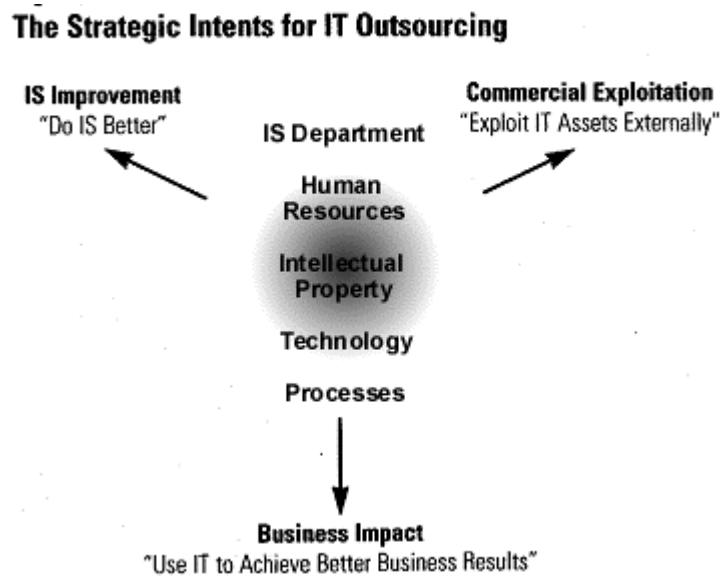 The Strategic Intents for IT Outsourcing
IS Improvement
"Do IS Better"
Commercial Exploitation
"Exploit IT Assets Externally"
IS Department
Human
Resources
Intellectual
Property
Technology
Processes
Business Impact
"Use IT to Achieve Better Business Results"